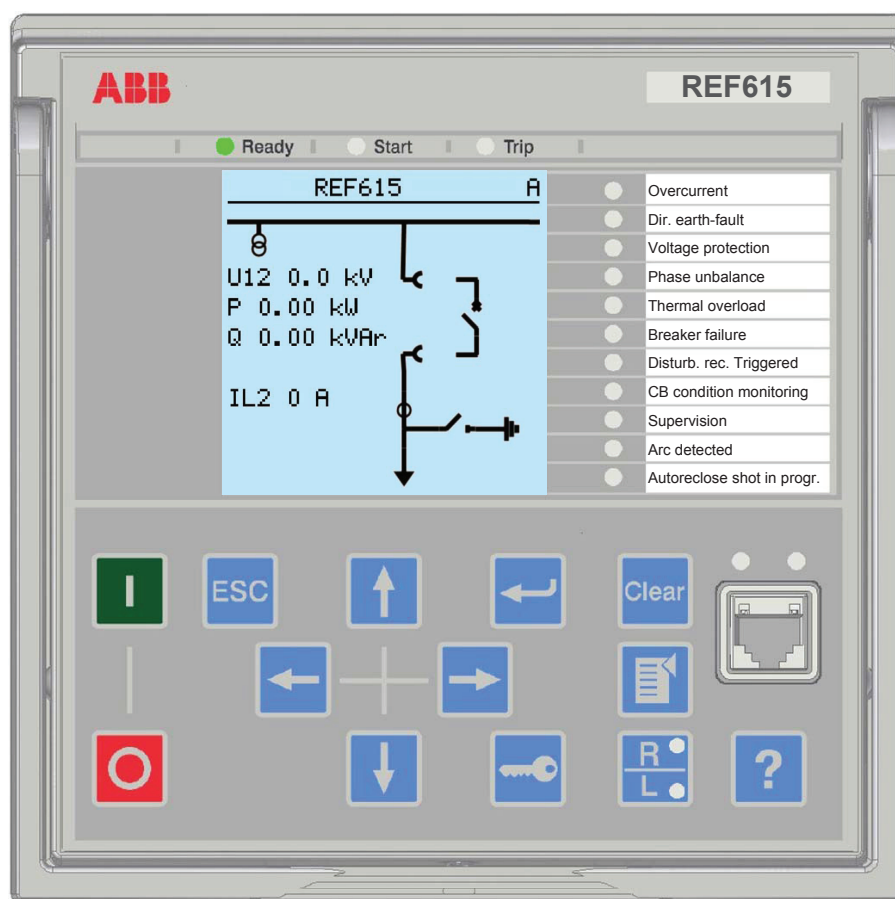 ABB
REF615
Ready Start Trip
REF615 A
U12 0.0 kV
P 0.00 kW
Q 0.00 kVAr
IL2 0 A
Overcurrent
Dir. earth-fault
Voltage protection
Phase unbalance
Thermal overload
Breaker failure
Disturb. rec. Triggered
CB condition monitoring
Supervision
Arc detected
Autoreclose shot in progr.
I
ESC
Clear
O
R
L
?